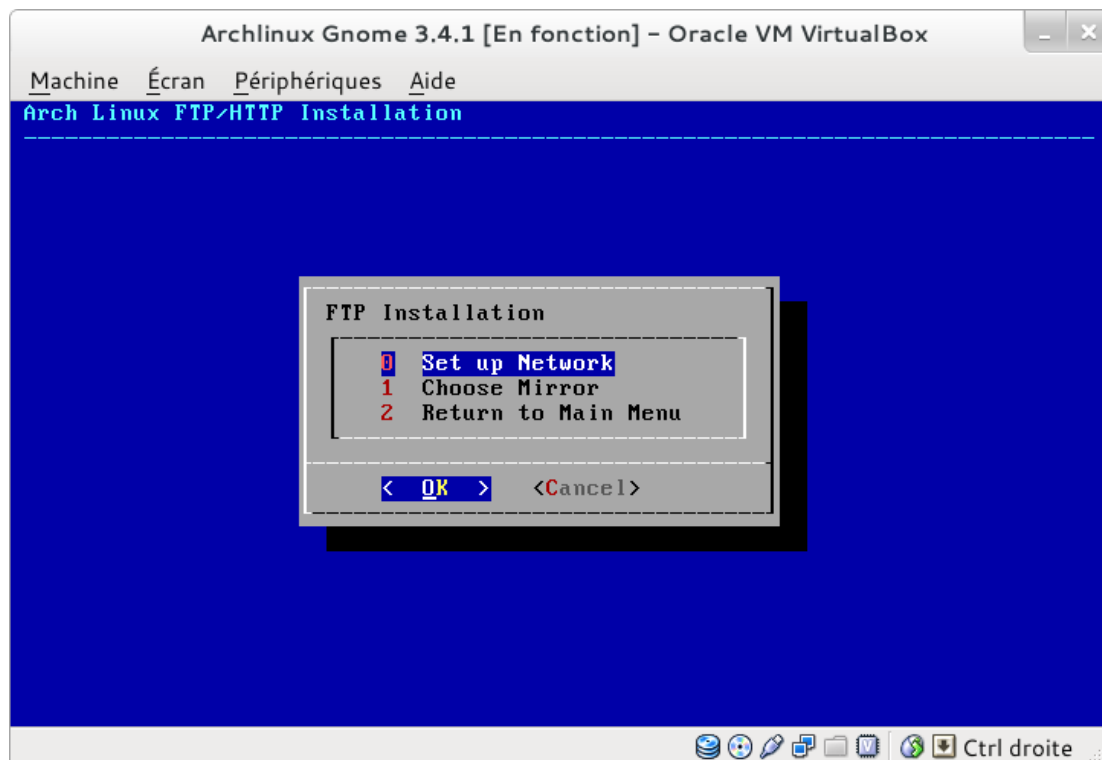 Archlinux Gnome 3.4.1 [En fonction] - Oracle VM VirtualBox
Machine Écran Périphériques Aide
Arch Linux FTP/HTTP Installation
FTP Installation
0 Set up Network
1 Choose Mirror
2 Return to Main Menu
< OK > <Cancel>
Ctrl droite